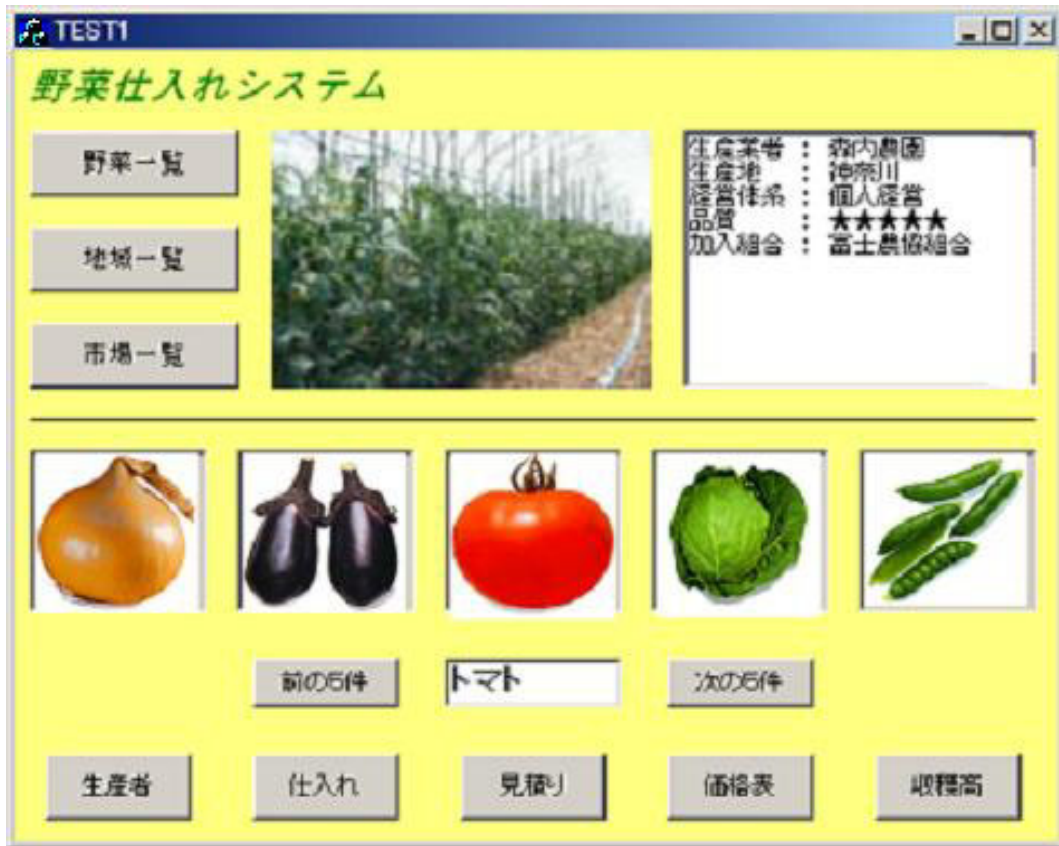 TEST1
野菜仕入れシステム
野菜一覧
地域一覧
市場一覧
生産業者 : 森内農園
生産地 : 神奈川
経営体系 : 個人経営
品質 : ★★★★★
加入組合 : 富士農協組合
前の5件
トマト
次の5件
生産者
仕入れ
見積り
価格表
収穫高